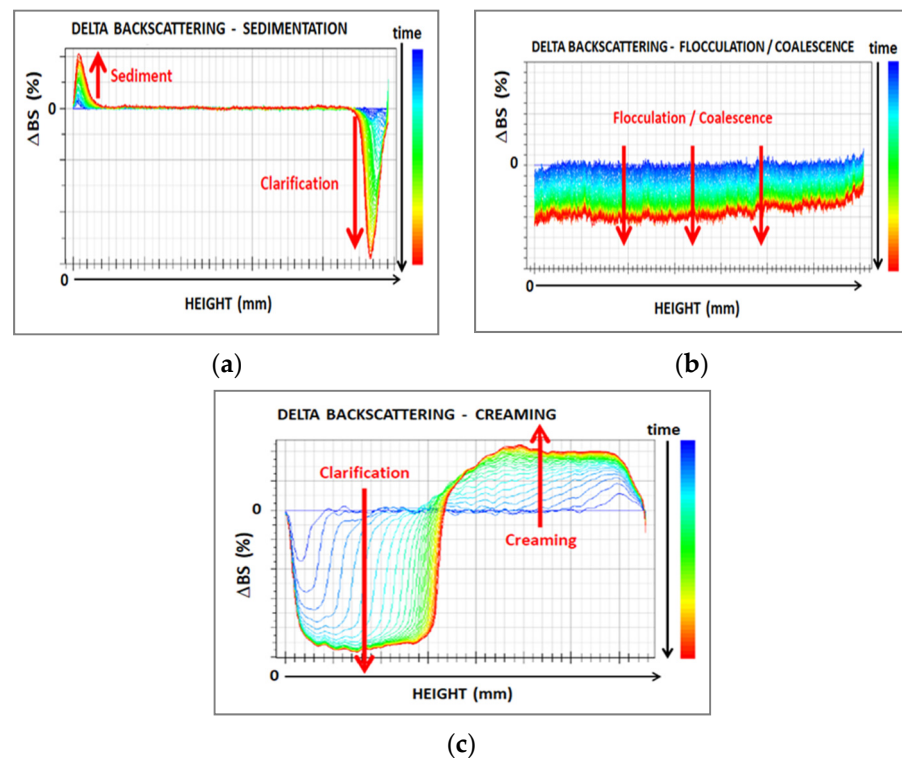 DELTA BACKSCATTERING - SEDIMENTATION
time
Sediment
0
ΔBS (%)
Clarification
0
HEIGHT (mm)
(a)
DELTA BACKSCATTERING - FLOCCULATION / COALESCENCE
time
Flocculation / Coalescence
0
ΔBS (%)
0
HEIGHT (mm)
(b)
DELTA BACKSCATTERING - CREAMING
time
Clarification
0
Creaming
ΔBS (%)
0
HEIGHT (mm)
(c)